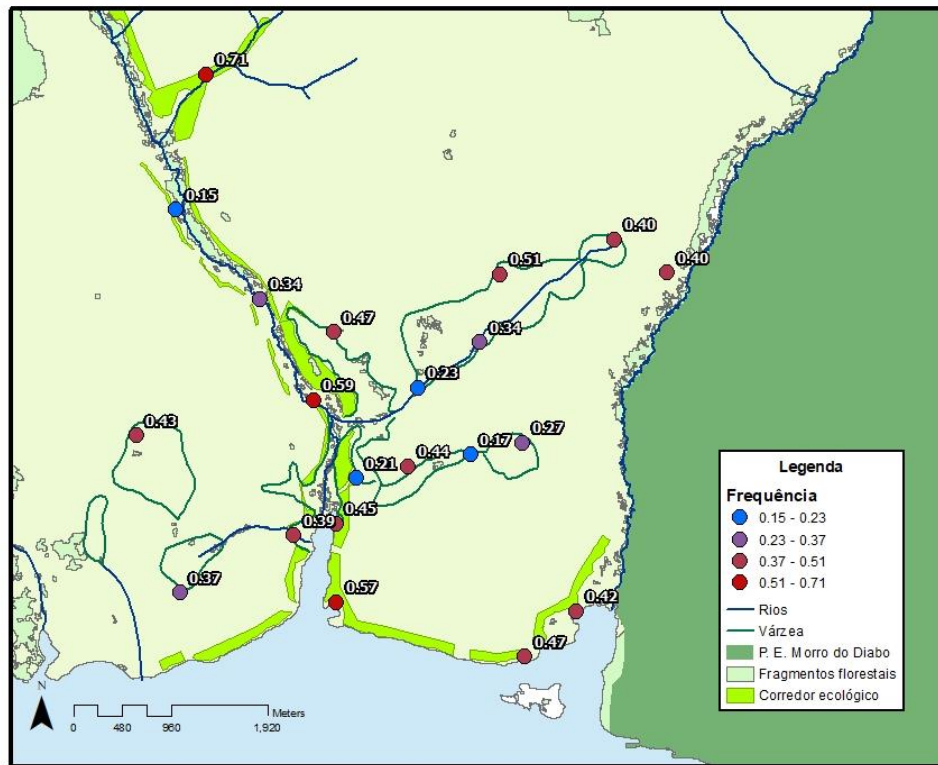 0.71
0.15
0.40
0.40
0.51
0.34
0.47
0.34
0.23
0.59
0.43
0.27
0.17
0.44
0.21
0.45
0.39
0.37
0.57
0.42
0.47
Legenda
Frequência
0.15 - 0.23
0.23 - 0.37
0.37 - 0.51
0.51 - 0.71
Rios
Várzea
P. E. Morro do Diabo
Fragmentos florestais
Corredor ecológico
N
Meters
0 480 960 1,920